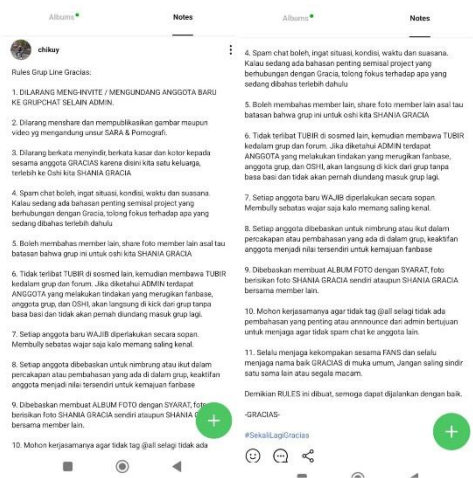 Albums
Notes
chikuy
Rules Grup Line Gracias:
1. DILARANG MENG-INVITE / MENGUNDANG ANGGOTA BARU
KE GRUPCHAT SELAIN ADMIN.
2. Dilarang menshare dan mempublikasikan gambar maupun
video yg mengandung unsur SARA & Pornografi.
3. Dilarang berkata menyindir, berkata kasar dan kotor kepada
sesama anggota GRACIAS karena disini kita satu keluarga,
terlebih ke Oshi kita SHANIA GRACIA
4. Spam chat boleh, ingat situasi, kondisi, waktu dan suasana.
Kalau sedang ada bahasan penting semisal project yang
berhubungan dengan Gracia, tolong fokus terhadap apa yang
sedang dibahas terlebih dahulu
5. Boleh membahas member lain, share foto member lain asal tau
batasan bahwa grup ini untuk oshi kita SHANIA GRACIA
6. Tidak terlibat TUBIR di sosmed lain, kemudian membawa TUBIR
kedalam grup dan forum. Jika diketahui ADMIN terdapat
ANGGOTA yang melakukan tindakan yang merugikan fanbase,
anggota grup, dan OSHI, akan langsung di kick dari grup tanpa
basa basi dan tidak akan pernah diundang masuk grup lagi.
7. Setiap anggota baru WAJIB diperlakukan secara sopan.
Membully sebatas wajar saja kalo memang saling kenal.
8. Setiap anggota dibebaskan untuk nimbrung atau ikut dalam
percakapan atau pembahasan yang ada di dalam grup, keaktifan
anggota menjadi nilai tersendiri untuk kemajuan fanbase
9. Dibebaskan membuat ALBUM FOTO dengan SYARAT, foto
berisikan foto SHANIA GRACIA sendiri ataupun SHANIA
bersama member lain.
10. Mohon kerjasamanya agar tidak tag @all selagi tidak ada
Albums
Notes
4. Spam chat boleh, ingat situasi, kondisi, waktu dan suasana.
Kalau sedang ada bahasan penting semisal project yang
berhubungan dengan Gracia, tolong fokus terhadap apa yang
sedang dibahas terlebih dahulu
5. Boleh membahas member lain, share foto member lain asal tau
batasan bahwa grup ini untuk oshi kita SHANIA GRACIA
6. Tidak terlibat TUBIR di sosmed lain, kemudian membawa TUBIR
kedalam grup dan forum. Jika diketahui ADMIN terdapat
ANGGOTA yang melakukan tindakan yang merugikan fanbase,
anggota grup, dan OSHI, akan langsung di kick dari grup tanpa
basa basi dan tidak akan pernah diundang masuk grup lagi.
7. Setiap anggota baru WAJIB diperlakukan secara sopan.
Membully sebatas wajar saja kalo memang saling kenal.
8. Setiap anggota dibebaskan untuk nimbrung atau ikut dalam
percakapan atau pembahasan yang ada di dalam grup, keaktifan
anggota menjadi nilai tersendiri untuk kemajuan fanbase
9. Dibebaskan membuat ALBUM FOTO dengan SYARAT, foto
berisikan foto SHANIA GRACIA sendiri ataupun SHANIA GRACIA
bersama member lain.
10. Mohon kerjasamanya agar tidak tag @all selagi tidak ada
pembahasan yang penting atau annnounce dari admin bertujuan
untuk menjaga agar tidak spam chat ke anggota lain.
11. Selalu menjaga kekompakan sesama FANS dan selalu
menjaga nama baik GRACIAS di muka umum, Jangan saling sindir
satu sama lain atau segala macam.
Demikian RULES ini dibuat, semoga dapat dijalankan dengan baik.
-GRACIAS-
#SekaliLagiGracias